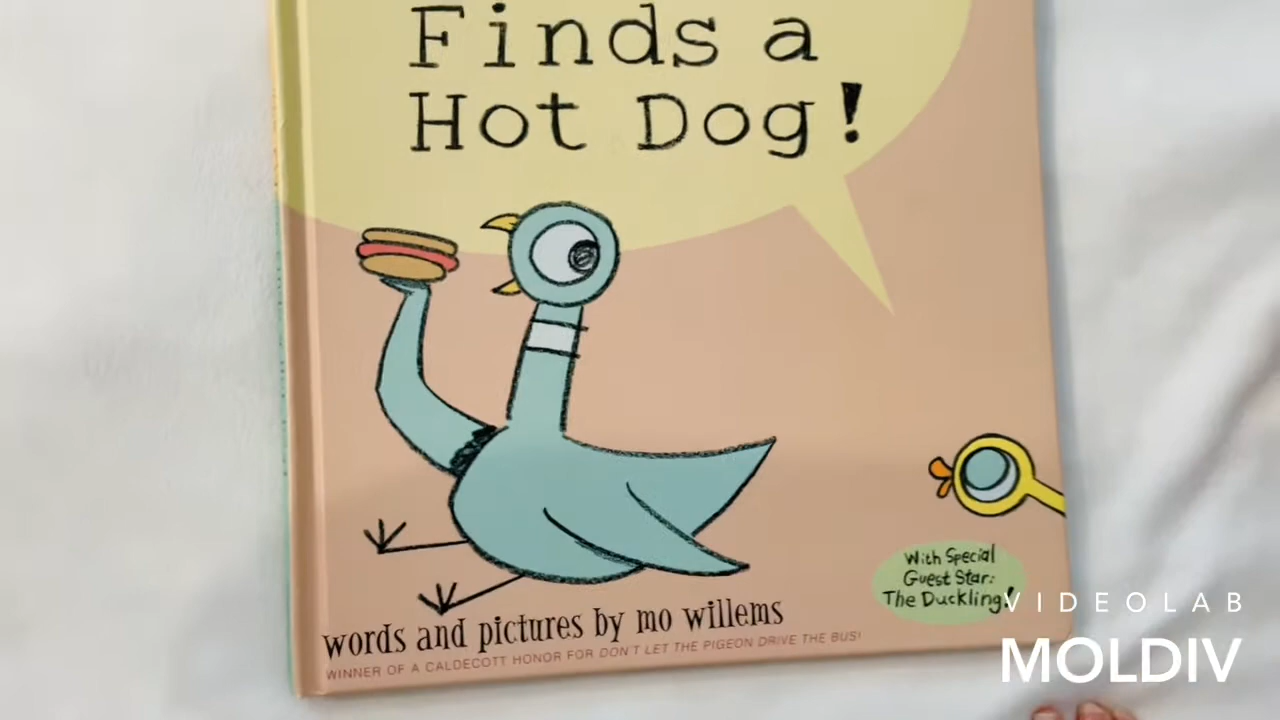 Finds a
Hot Dog!
With Special
Guest Star:
The Duckling!
words and pictures by mo willems
WINNER OF A CALDECOTT HONOR FOR DON'T LET THE PIGEON DRIVE THE BUS!
VIDEOLAB
MOLDIV